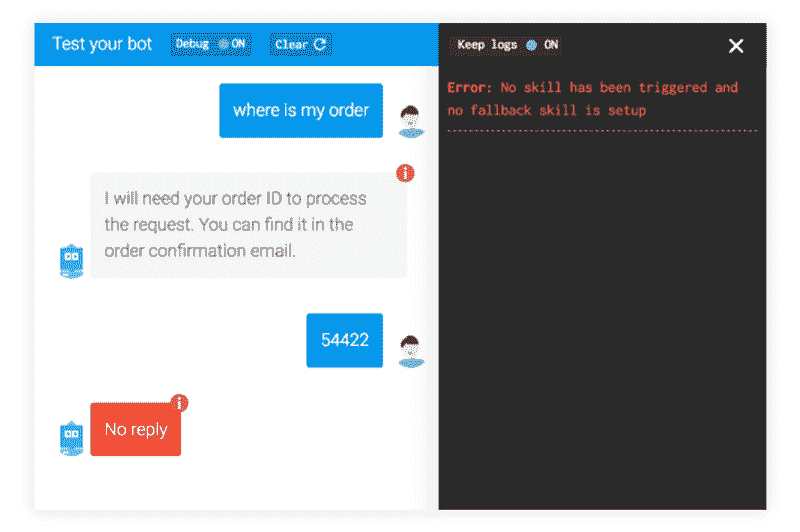 Test your bot
Debug ON
Clear
Keep logs ON
where is my order
I will need your order ID to process
the request. You can find it in the
order confirmation email.
54422
No reply
Error: No skill has been triggered and
no fallback skill is setup